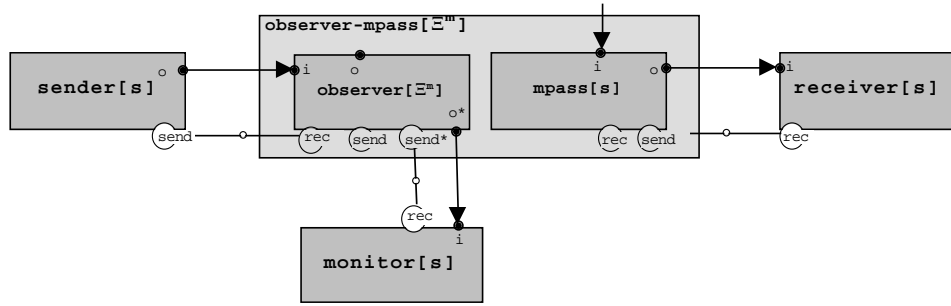 observer-mpass[Ξᵐ]
sender[s]
o
send
i
o
observer[Ξᵐ]
o*
rec
send
send*
i
o
mpass[s]
rec
send
i
receiver[s]
rec
rec
i
monitor[s]